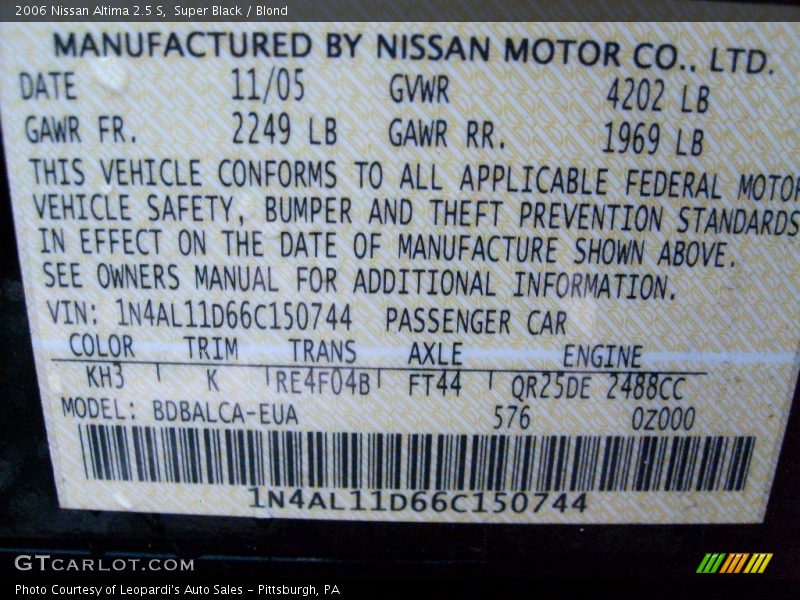 2006 Nissan Altima 2.5 S,  Super Black / Blond
MANUFACTURED BY NISSAN MOTOR CO., LTD.
DATE 11/05 GVWR 4202 LB
GAWR FR. 2249 LB GAWR RR. 1969 LB
THIS VEHICLE CONFORMS TO ALL APPLICABLE FEDERAL MOTOR
VEHICLE SAFETY, BUMPER AND THEFT PREVENTION STANDARDS
IN EFFECT ON THE DATE OF MANUFACTURE SHOWN ABOVE.
SEE OWNERS MANUAL FOR ADDITIONAL INFORMATION.
VIN: 1N4AL11D66C150744 PASSENGER CAR
COLOR TRIM TRANS AXLE ENGINE
KH3 K RE4F04B FT44 QR25DE 2488CC
MODEL: BDBALCA-EUA 576 0Z000
1N4AL11D66C150744
GTCARLOT.COM
Photo Courtesy of Leopardi's Auto Sales - Pittsburgh, PA